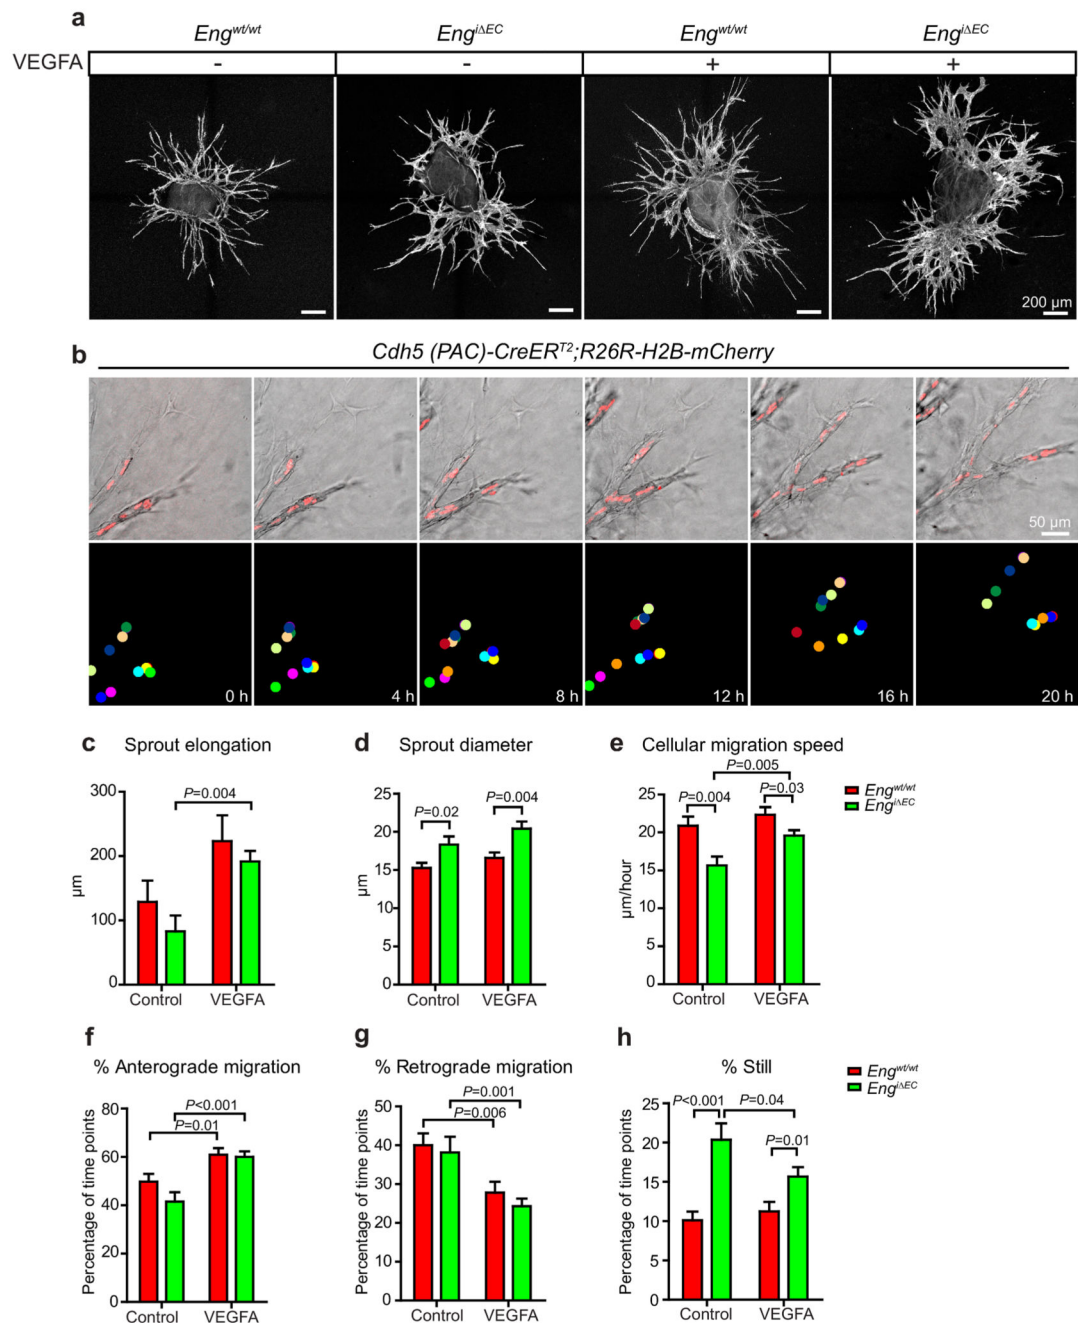 a
Eng^wt/wt Eng^iΔEC Eng^wt/wt Eng^iΔEC
VEGFA - - + +
200 µm
b
Cdh5 (PAC)-CreER^T2;R26R-H2B-mCherry
50 µm
0 h 4 h 8 h 12 h 16 h 20 h
c Sprout elongation
P=0.004
300
200
100
0
µm
Control VEGFA
d Sprout diameter
P=0.02 P=0.004
25
20
15
10
5
0
µm
Control VEGFA
e Cellular migration speed
P=0.005
P=0.004 P=0.03
25
20
15
10
5
0
µm/hour
Control VEGFA
Eng^wt/wt
Eng^iΔEC
f
% Anterograde migration
P<0.001
P=0.01
80
60
40
20
0
Percentage of time points
Control VEGFA
g
% Retrograde migration
P=0.001
P=0.006
50
40
30
20
10
0
Percentage of time points
Control VEGFA
h
% Still
P<0.001 P=0.04
P=0.01
25
20
15
10
5
0
Percentage of time points
Control VEGFA
Eng^wt/wt
Eng^iΔEC